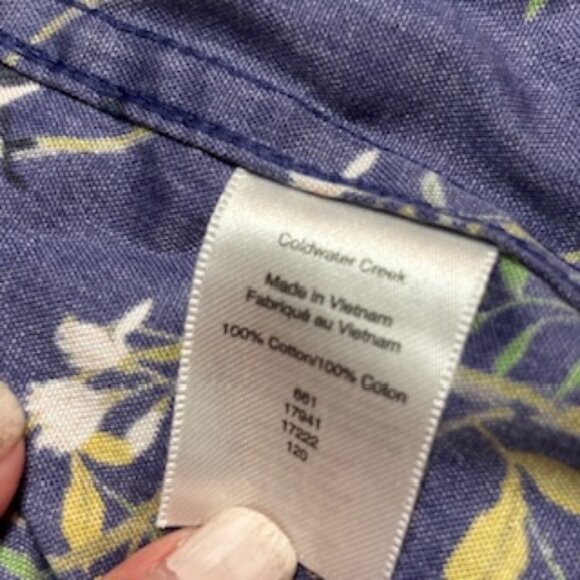 Coldwater Creek
Made in Vietnam
Fabriqué au Vietnam
100% Cotton/100% Coton
661
17941
17222
120